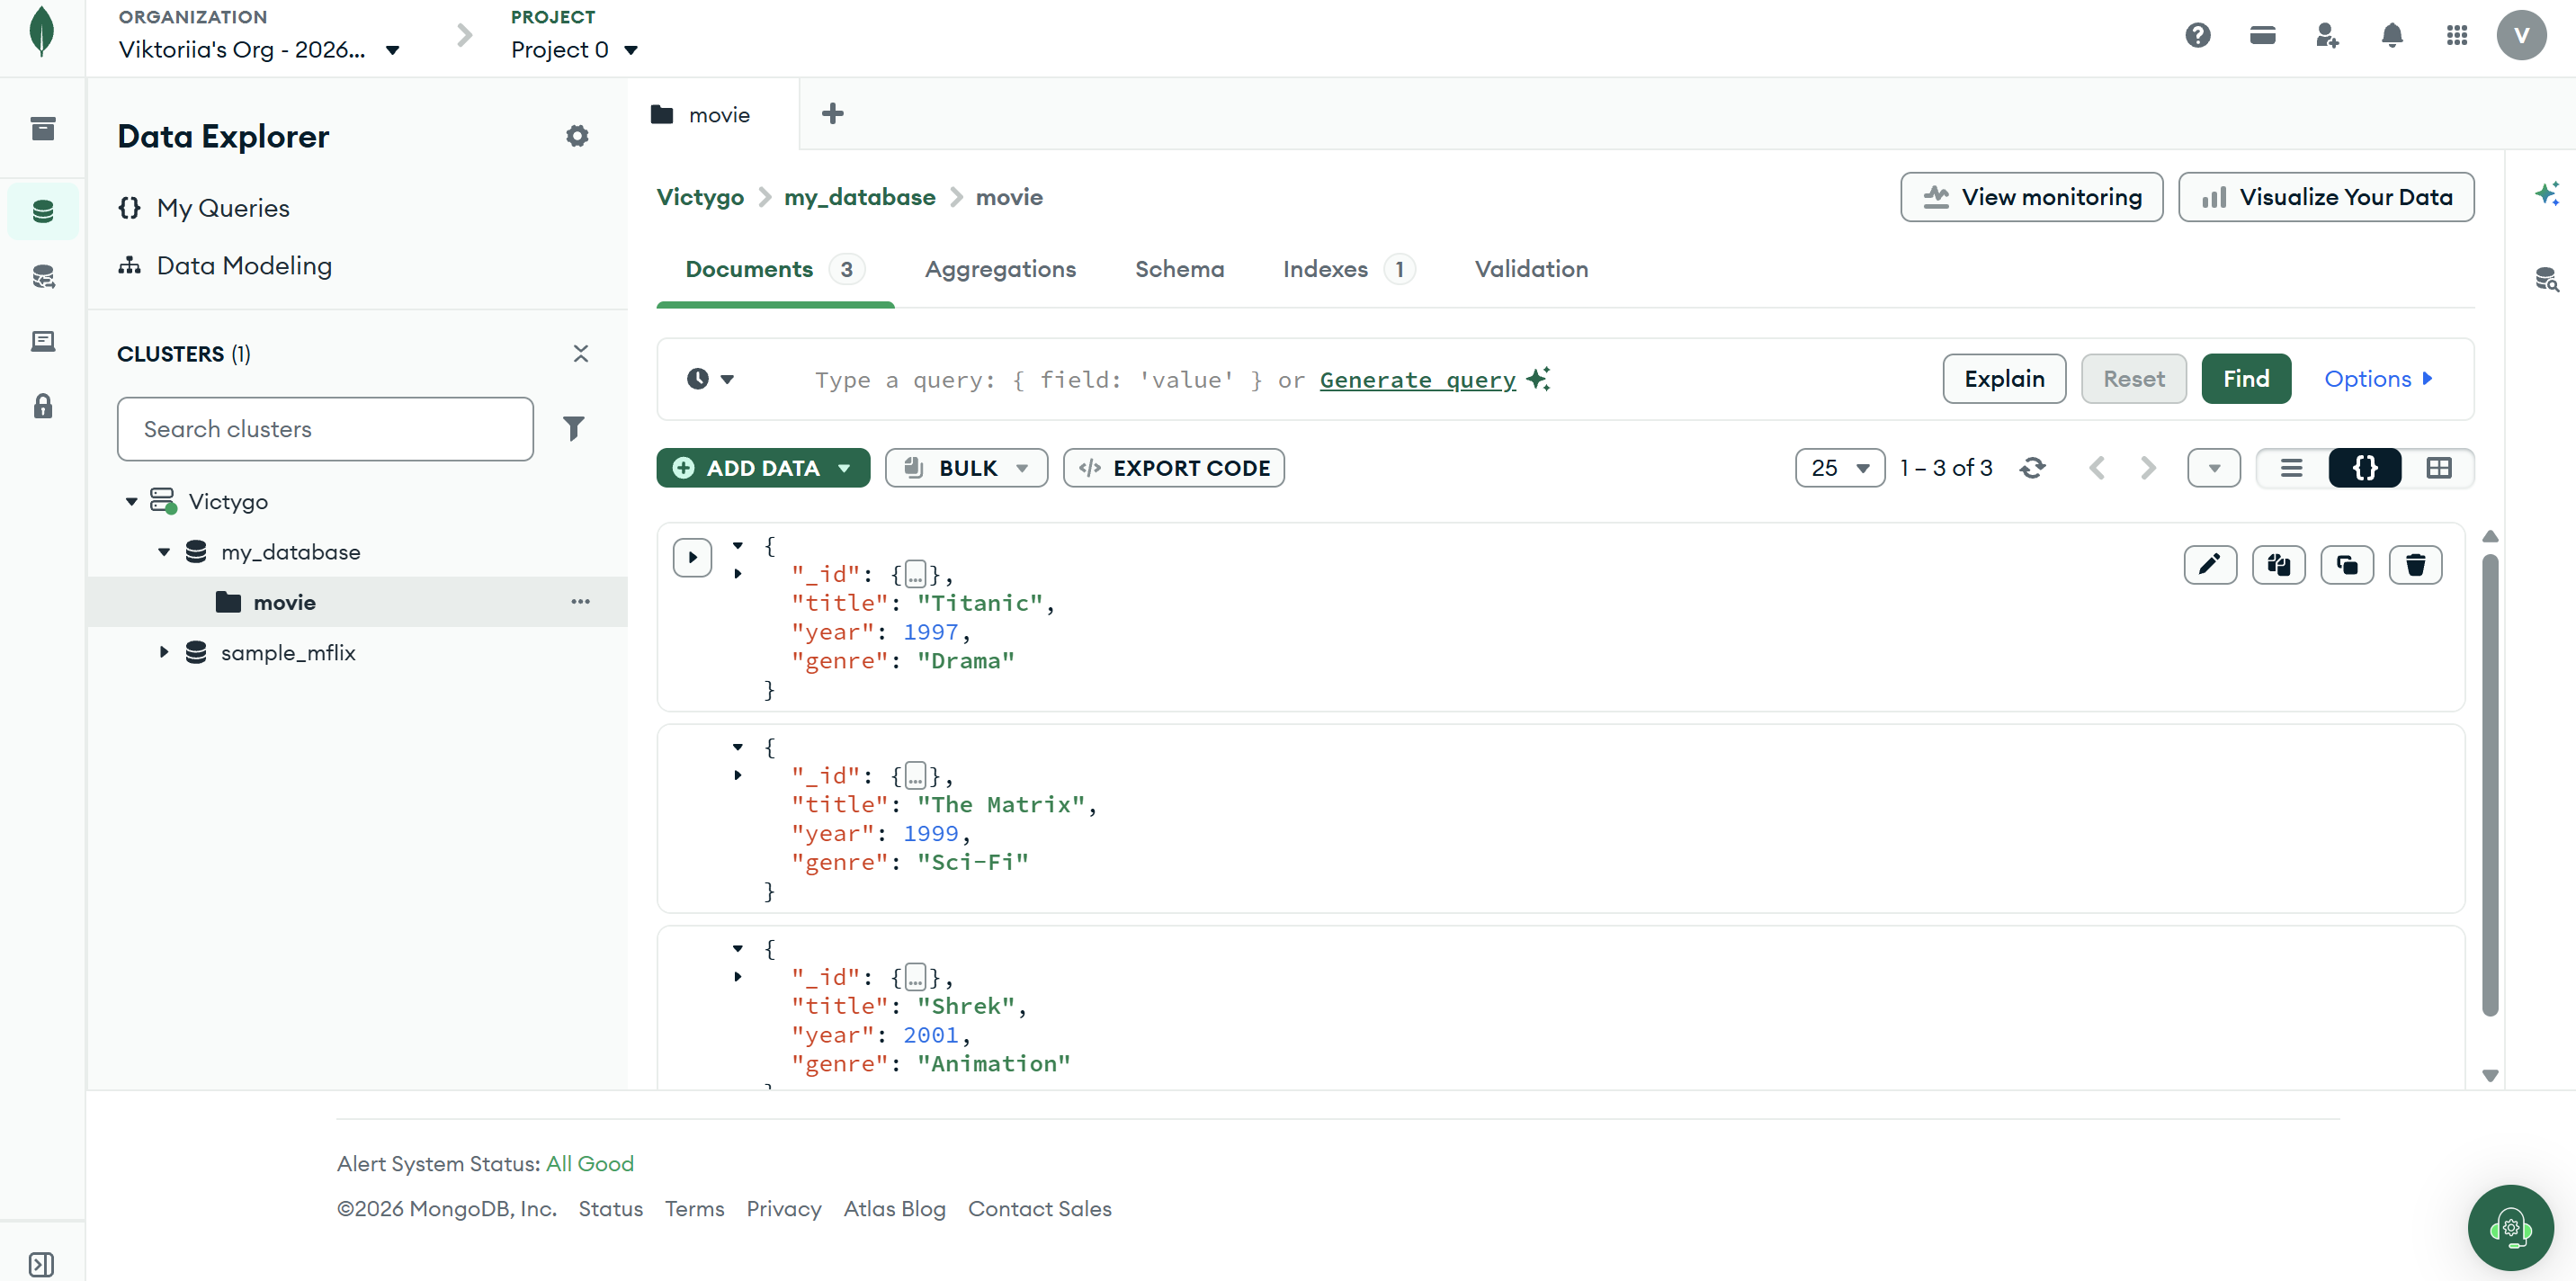 ORGANIZATION
Viktoriia's Org - 2026...
PROJECT
Project 0
V
Data Explorer
My Queries
Data Modeling
CLUSTERS (1)
Search clusters
Victygo
my_database
movie
sample_mflix
movie
Victygo > my_database > movie
View monitoring
Visualize Your Data
Documents 3
Aggregations
Schema
Indexes 1
Validation
Type a query: { field: 'value' } or Generate query
Explain
Reset
Find
Options
ADD DATA
BULK
EXPORT CODE
25
1 – 3 of 3
{
"_id": {...},
"title": "Titanic",
"year": 1997,
"genre": "Drama"
}
{
"_id": {...},
"title": "The Matrix",
"year": 1999,
"genre": "Sci-Fi"
}
{
"_id": {...},
"title": "Shrek",
"year": 2001,
"genre": "Animation"
}
Alert System Status: All Good
©2026 MongoDB, Inc. Status Terms Privacy Atlas Blog Contact Sales